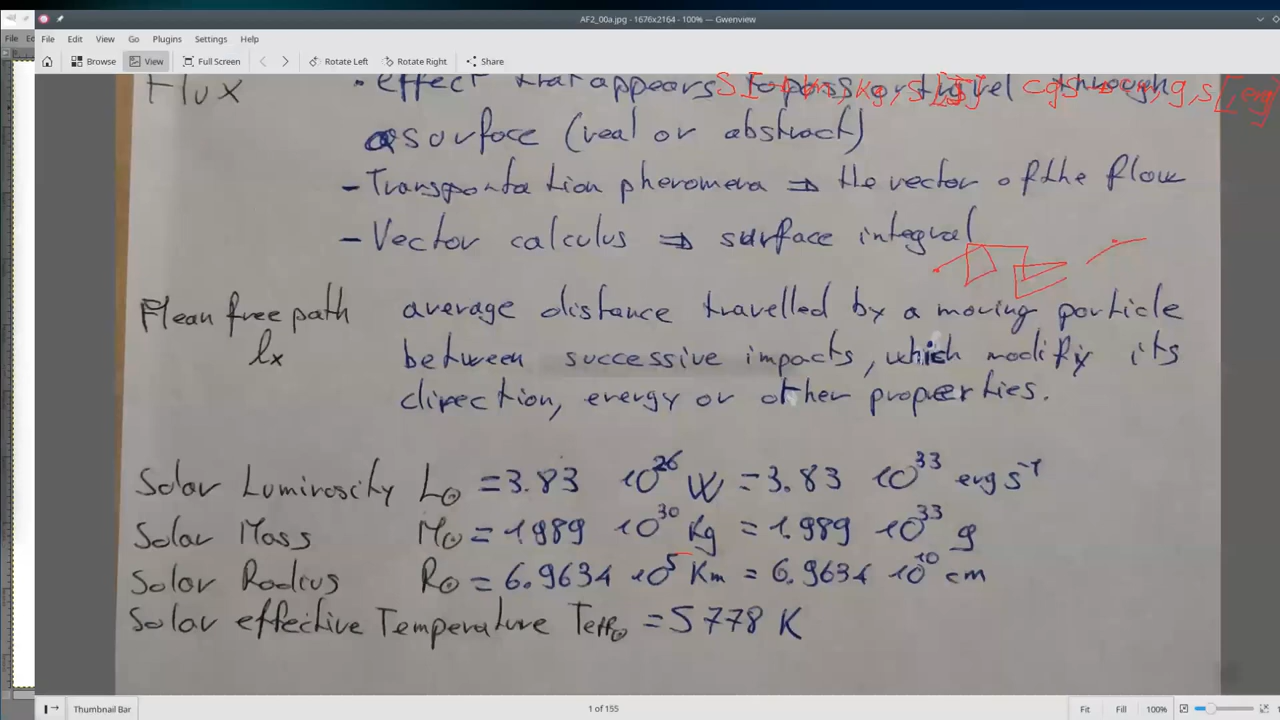 AF2_00a.jpg - 1676x2164 - 100% — Gwenview
File Edit View Go Plugins Settings Help
Browse View Full Screen Rotate Left Rotate Right Share
Flux - effect that appears to pass or travel through
a surface (real or abstract)
- Transportation phenomena ⇒ the vector of the flow
- Vector calculus ⇒ surface integral
Mean free path average distance travelled by a moving particle
lx between successive impacts, which modify its
direction, energy or other properties.
Solar Luminosity L⊙ = 3.83 10^26 W = 3.83 10^33 erg s^-1
Solar Mass M⊙ = 1.989 10^30 Kg = 1.989 10^33 g
Solar Radius R⊙ = 6.9634 10^5 Km = 6.9634 10^10 cm
Solar effective Temperature Teff⊙ = 5778 K
Thumbnail Bar 1 of 155 Fit Fill 100%